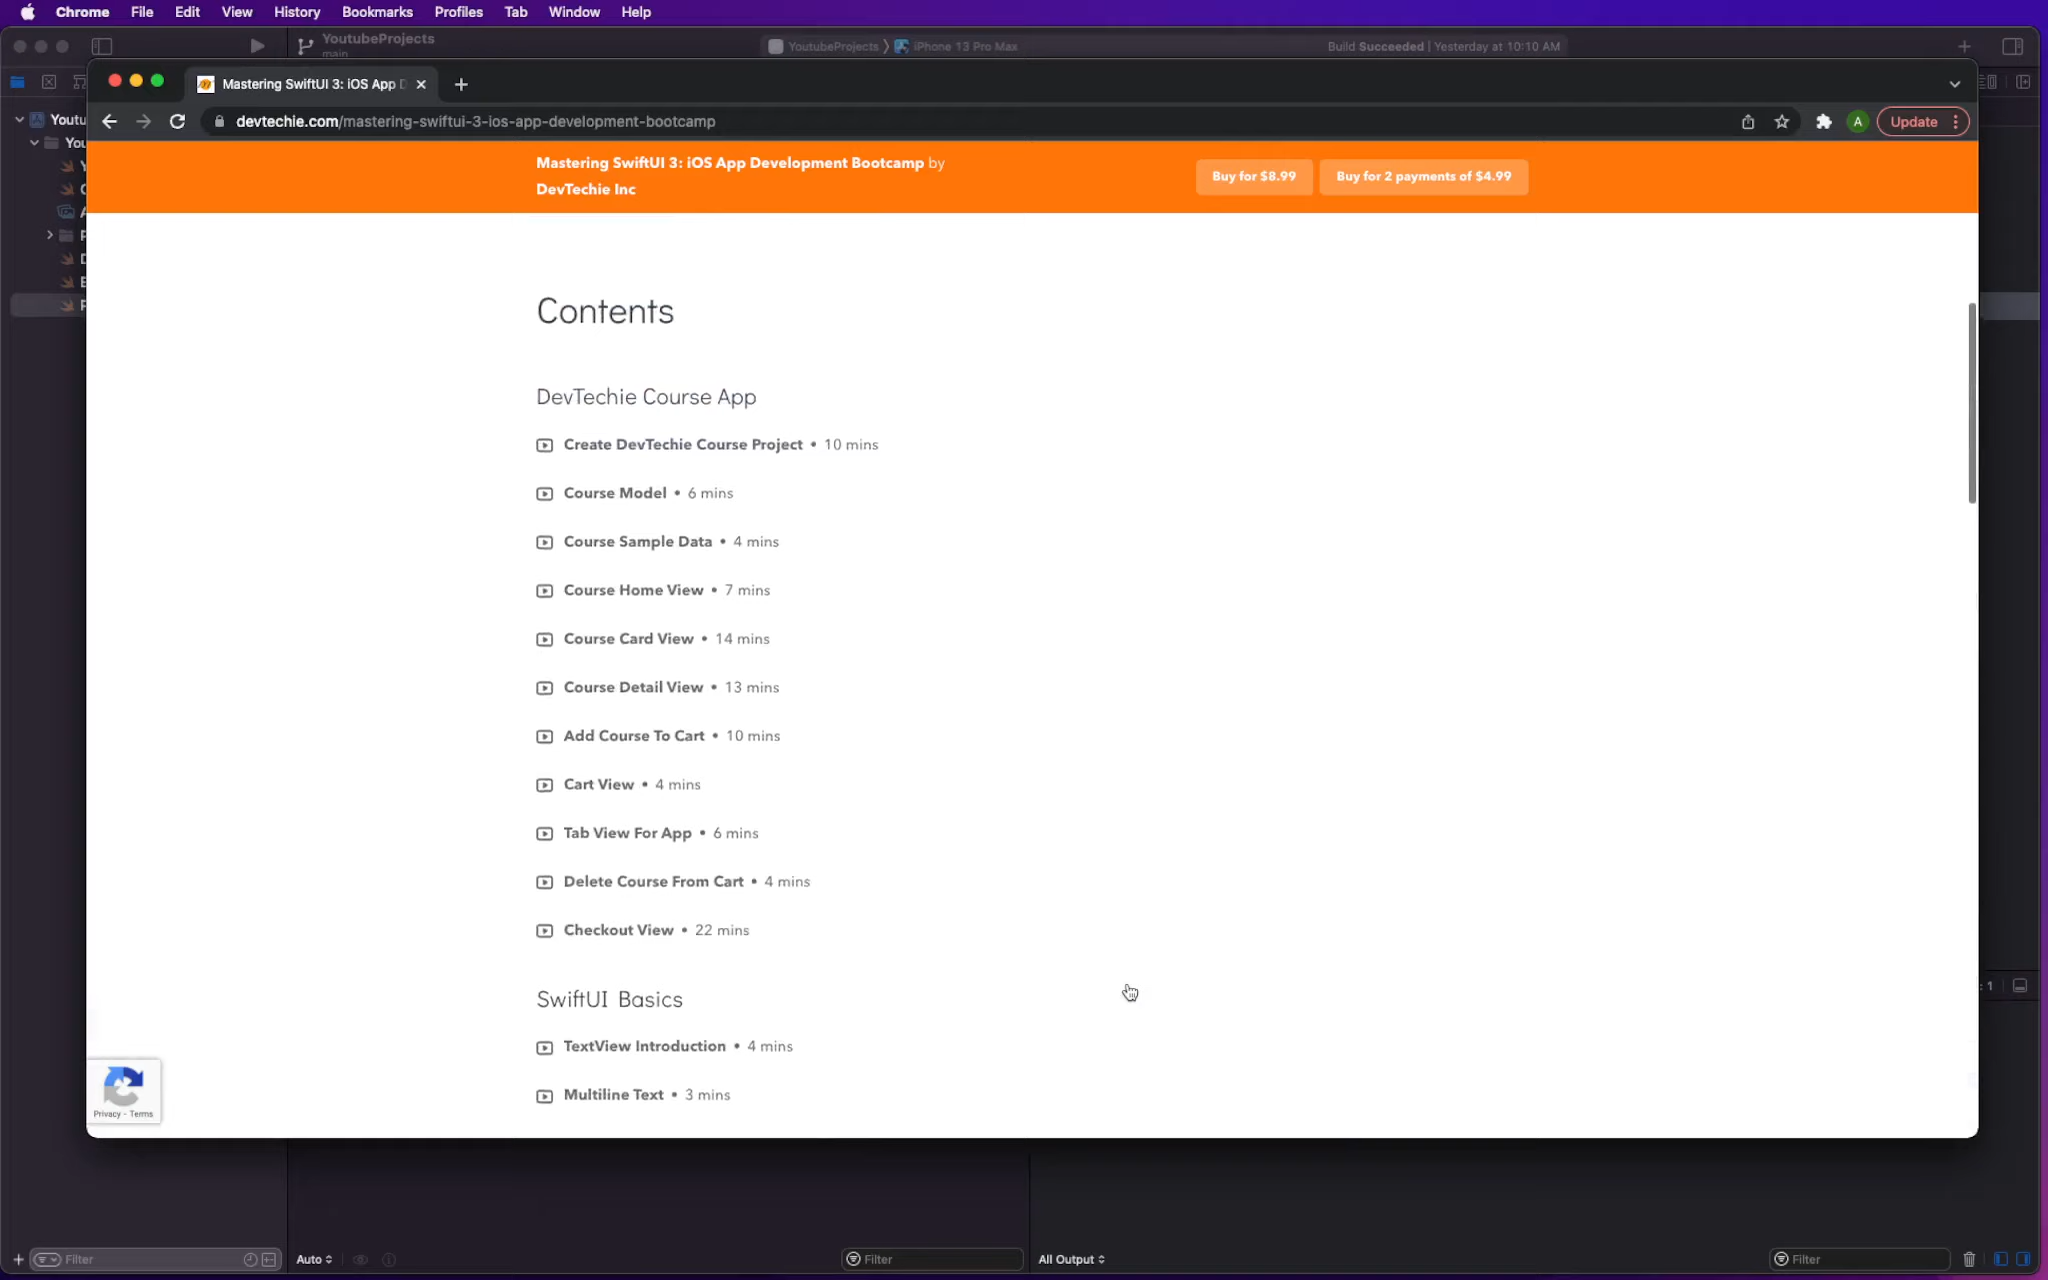 Chrome File Edit View History Bookmarks Profiles Tab Window Help
YoutubeProjects
main
YoutubeProjects
iPhone 13 Pro Max
Build Succeeded | Yesterday at 10:10 AM
Mastering SwiftUI 3: iOS App D
devtechie.com/mastering-swiftui-3-ios-app-development-bootcamp
A
Update
Mastering SwiftUI 3: iOS App Development Bootcamp by
DevTechie Inc
Buy for $8.99
Buy for 2 payments of $4.99
Contents
DevTechie Course App
Create DevTechie Course Project • 10 mins
Course Model • 6 mins
Course Sample Data • 4 mins
Course Home View • 7 mins
Course Card View • 14 mins
Course Detail View • 13 mins
Add Course To Cart • 10 mins
Cart View • 4 mins
Tab View For App • 6 mins
Delete Course From Cart • 4 mins
Checkout View • 22 mins
SwiftUI Basics
TextView Introduction • 4 mins
Multiline Text • 3 mins
Privacy - Terms
Filter
Auto
Filter
All Output
Filter